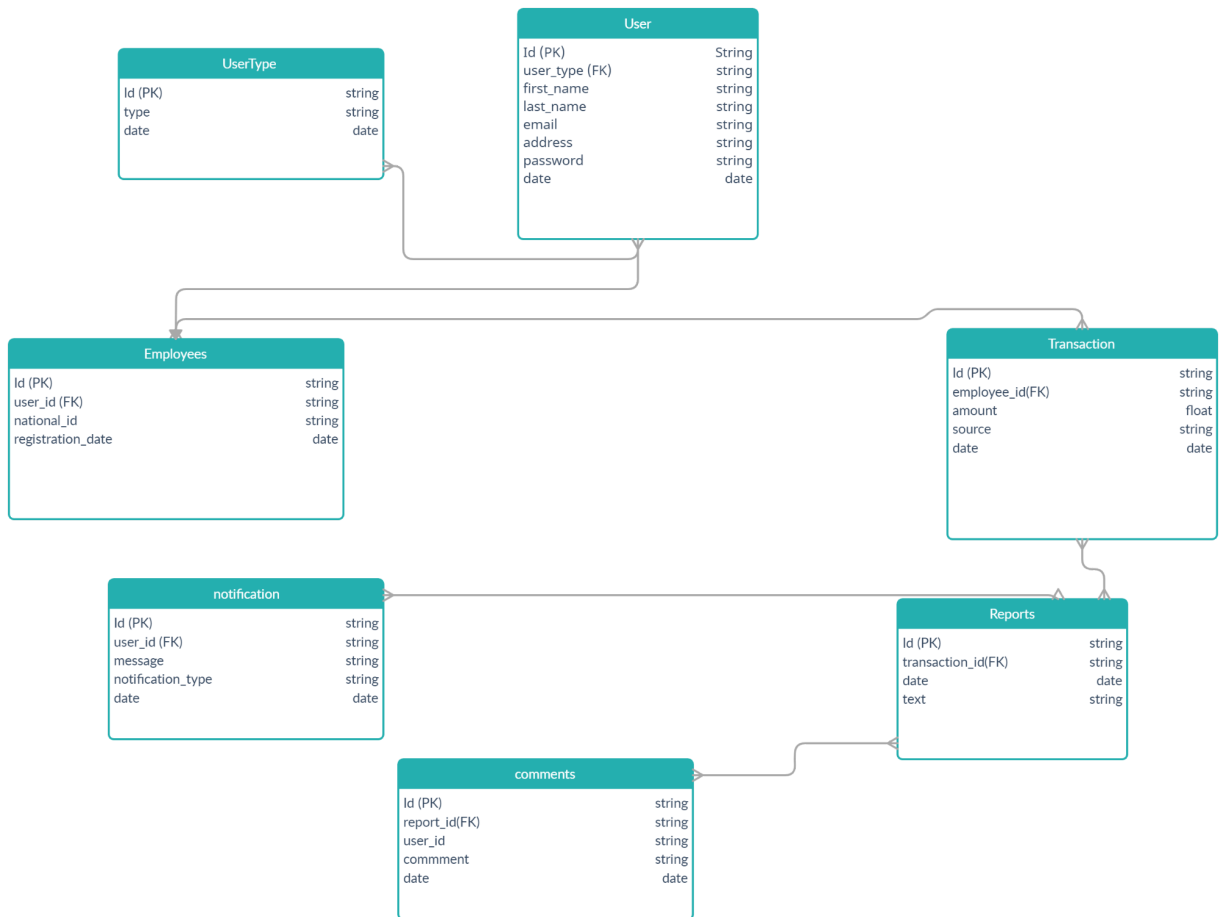 User
Id (PK) String
user_type (FK) string
first_name string
last_name string
email string
address string
password string
date date
UserType
Id (PK) string
type string
date date
Employees
Id (PK) string
user_id (FK) string
national_id string
registration_date date
Transaction
Id (PK) string
employee_id(FK) string
amount float
source string
date date
notification
Id (PK) string
user_id (FK) string
message string
notification_type string
date date
Reports
Id (PK) string
transaction_id(FK) string
date date
text string
comments
Id (PK) string
report_id(FK) string
user_id string
commment string
date date